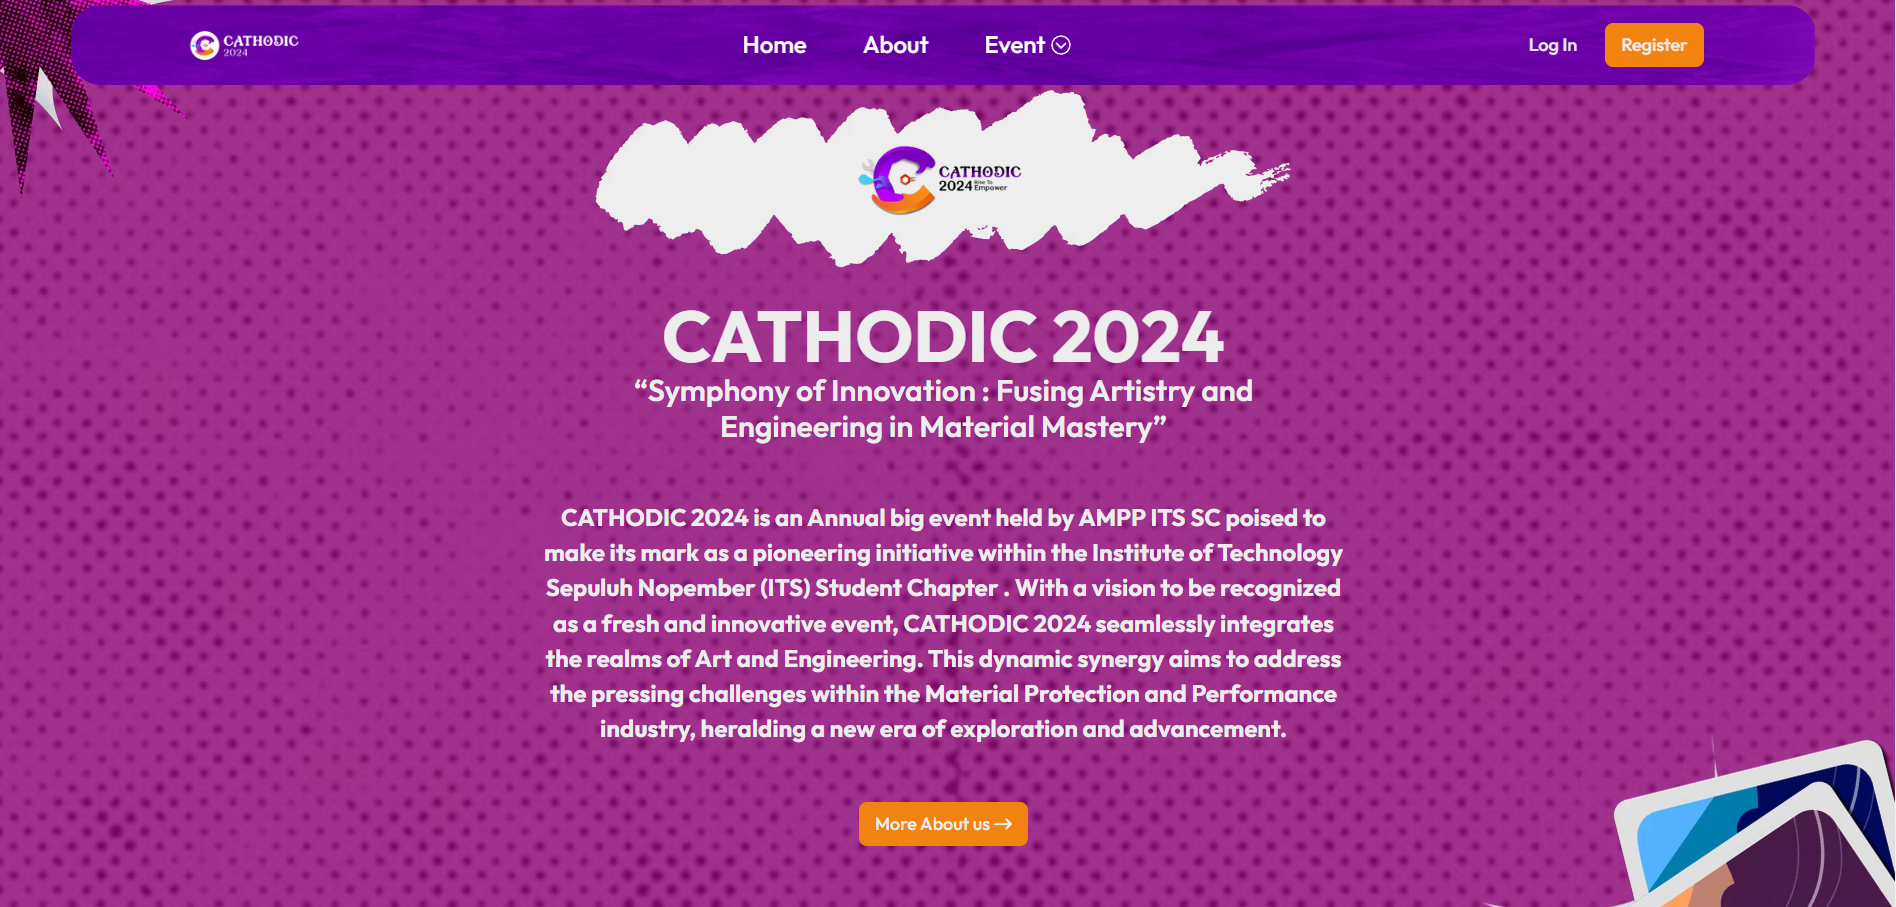 CATHODIC
2024
Home
About
Event
Log In
Register
CATHODIC
2024 Rise To Empower
CATHODIC 2024
“Symphony of Innovation : Fusing Artistry and
Engineering in Material Mastery”
CATHODIC 2024 is an Annual big event held by AMPP ITS SC poised to
make its mark as a pioneering initiative within the Institute of Technology
Sepuluh Nopember (ITS) Student Chapter . With a vision to be recognized
as a fresh and innovative event, CATHODIC 2024 seamlessly integrates
the realms of Art and Engineering. This dynamic synergy aims to address
the pressing challenges within the Material Protection and Performance
industry, heralding a new era of exploration and advancement.
More About us →